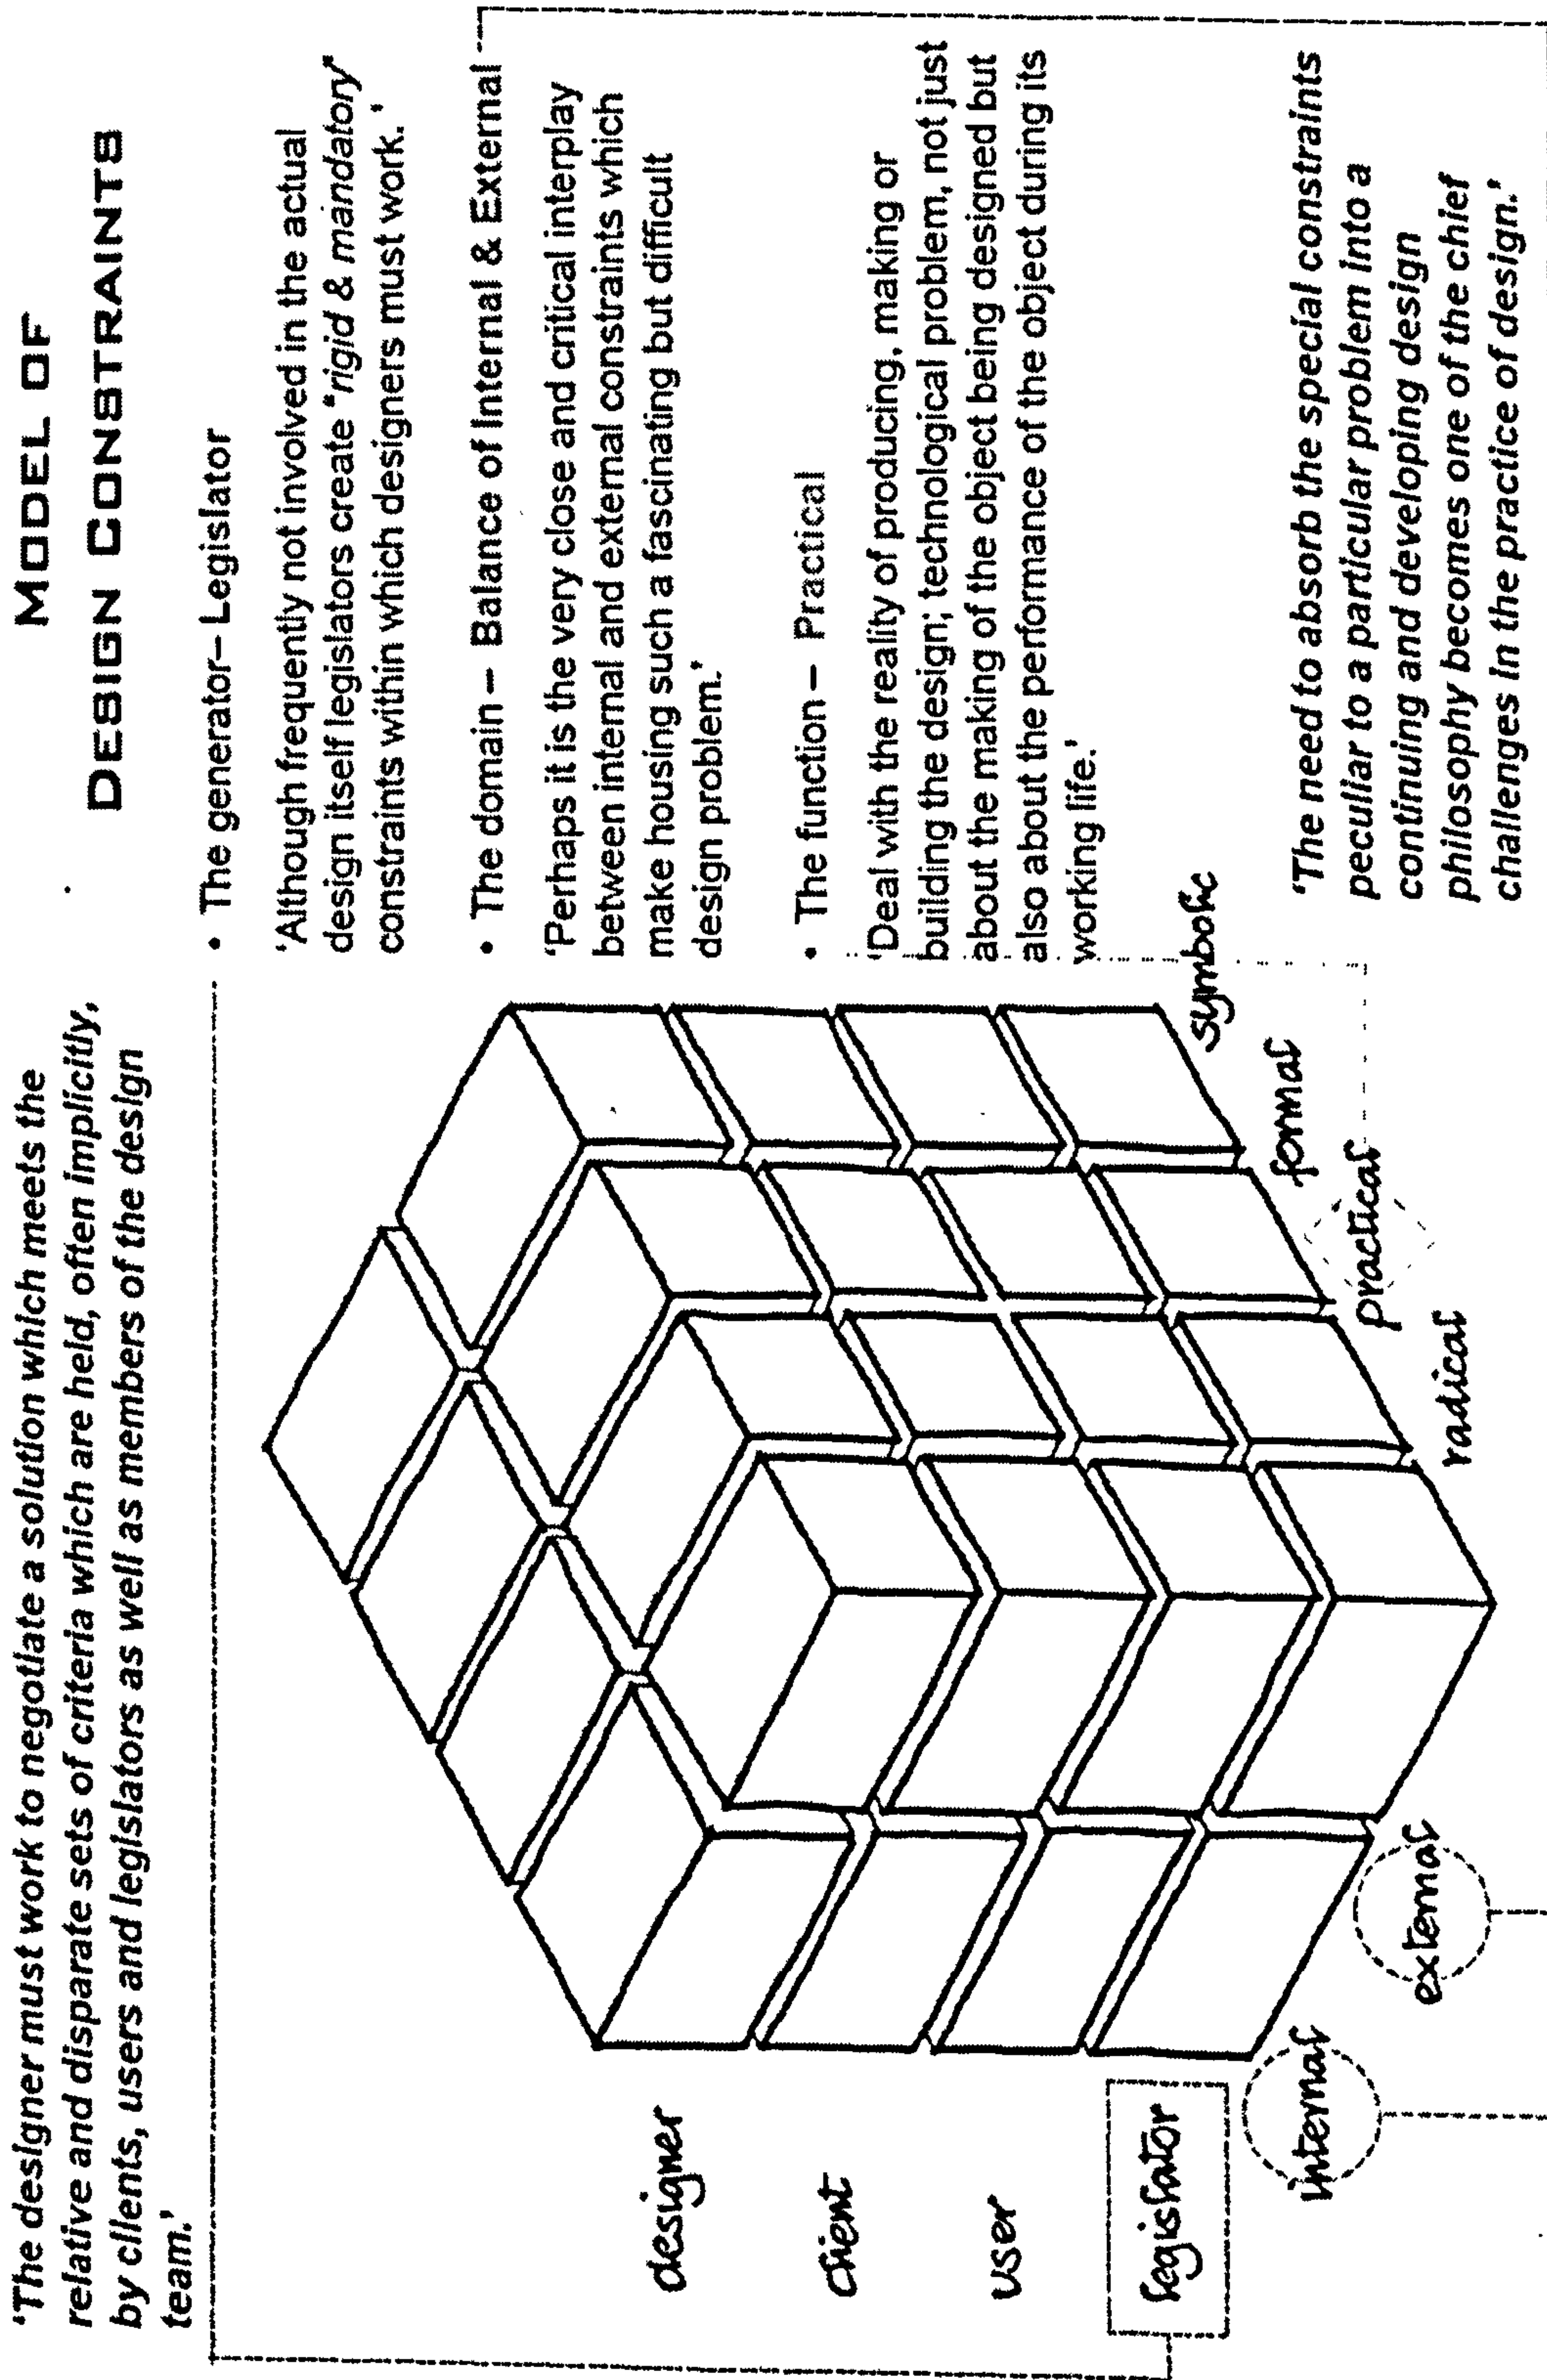 'The designer must work to negotiate a solution which meets the
relative and disparate sets of criteria which are held, often implicitly,
by clients, users and legislators as well as members of the design
team.'
MODEL OF
DESIGN CONSTRAINTS
• The generator– Legislator
'Although frequently not involved in the actual
design itself legislators create "rigid & mandatory"
constraints within which designers must work.'
• The domain – Balance of Internal & External
'Perhaps it is the very close and critical interplay
between internal and external constraints which
make housing such a fascinating but difficult
design problem.'
• The function – Practical
'Deal with the reality of producing, making or
building the design; technological problem, not just
about the making of the object being designed but
also about the performance of the object during its
working life.'
'The need to absorb the special constraints
peculiar to a particular problem into a
continuing and developing design
philosophy becomes one of the chief
challenges in the practice of design.'
designer
client
user
legislator
internal
external
radical
practical
formal
symbolic